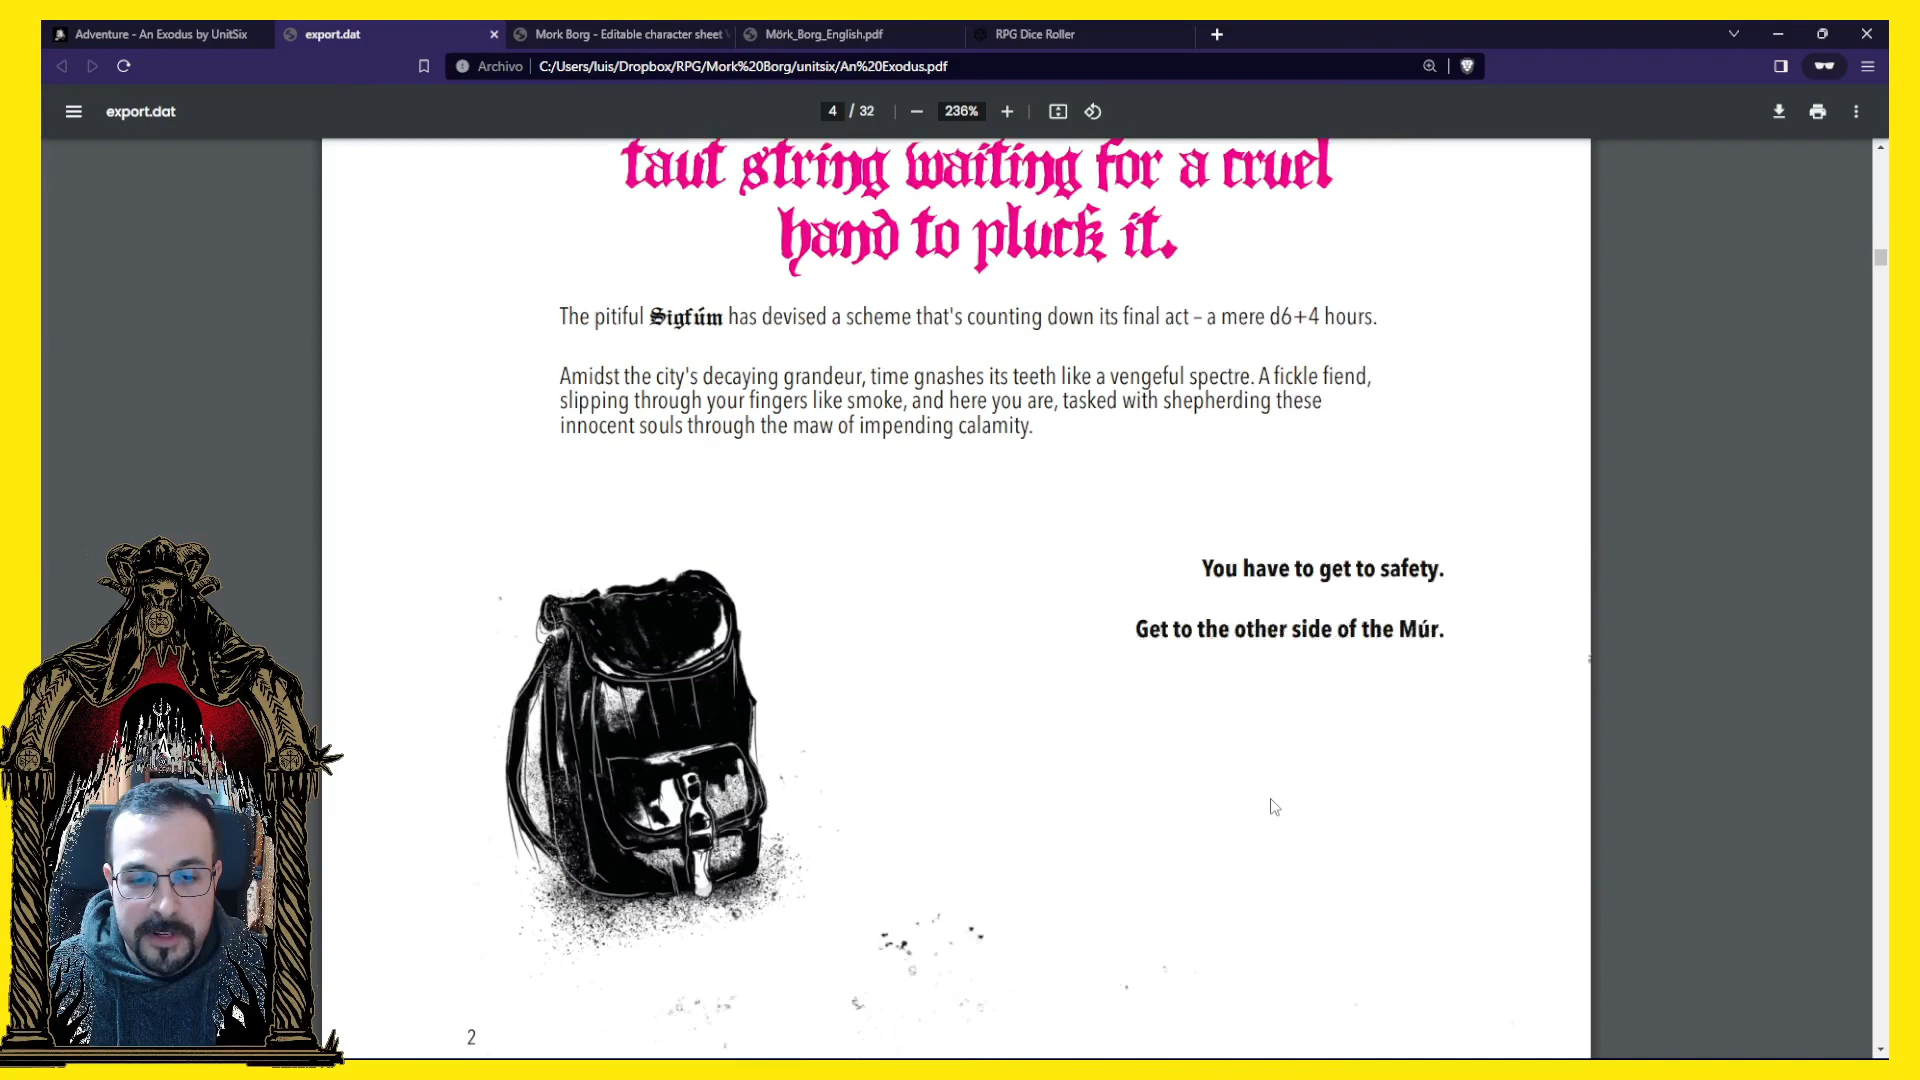 Adventure - An Exodus by UnitSix
export.dat
Mork Borg - Editable character sheet
Mörk_Borg_English.pdf
RPG Dice Roller
Archivo
C:/Users/luis/Dropbox/RPG/Mork%20Borg/unitsix/An%20Exodus.pdf
export.dat
4 / 32
236%
taut string waiting for a cruel
hand to pluck it.
The pitiful Sigfúm has devised a scheme that's counting down its final act – a mere d6+4 hours.
Amidst the city's decaying grandeur, time gnashes its teeth like a vengeful spectre. A fickle fiend,
slipping through your fingers like smoke, and here you are, tasked with shepherding these
innocent souls through the maw of impending calamity.
You have to get to safety.
Get to the other side of the Múr.
2